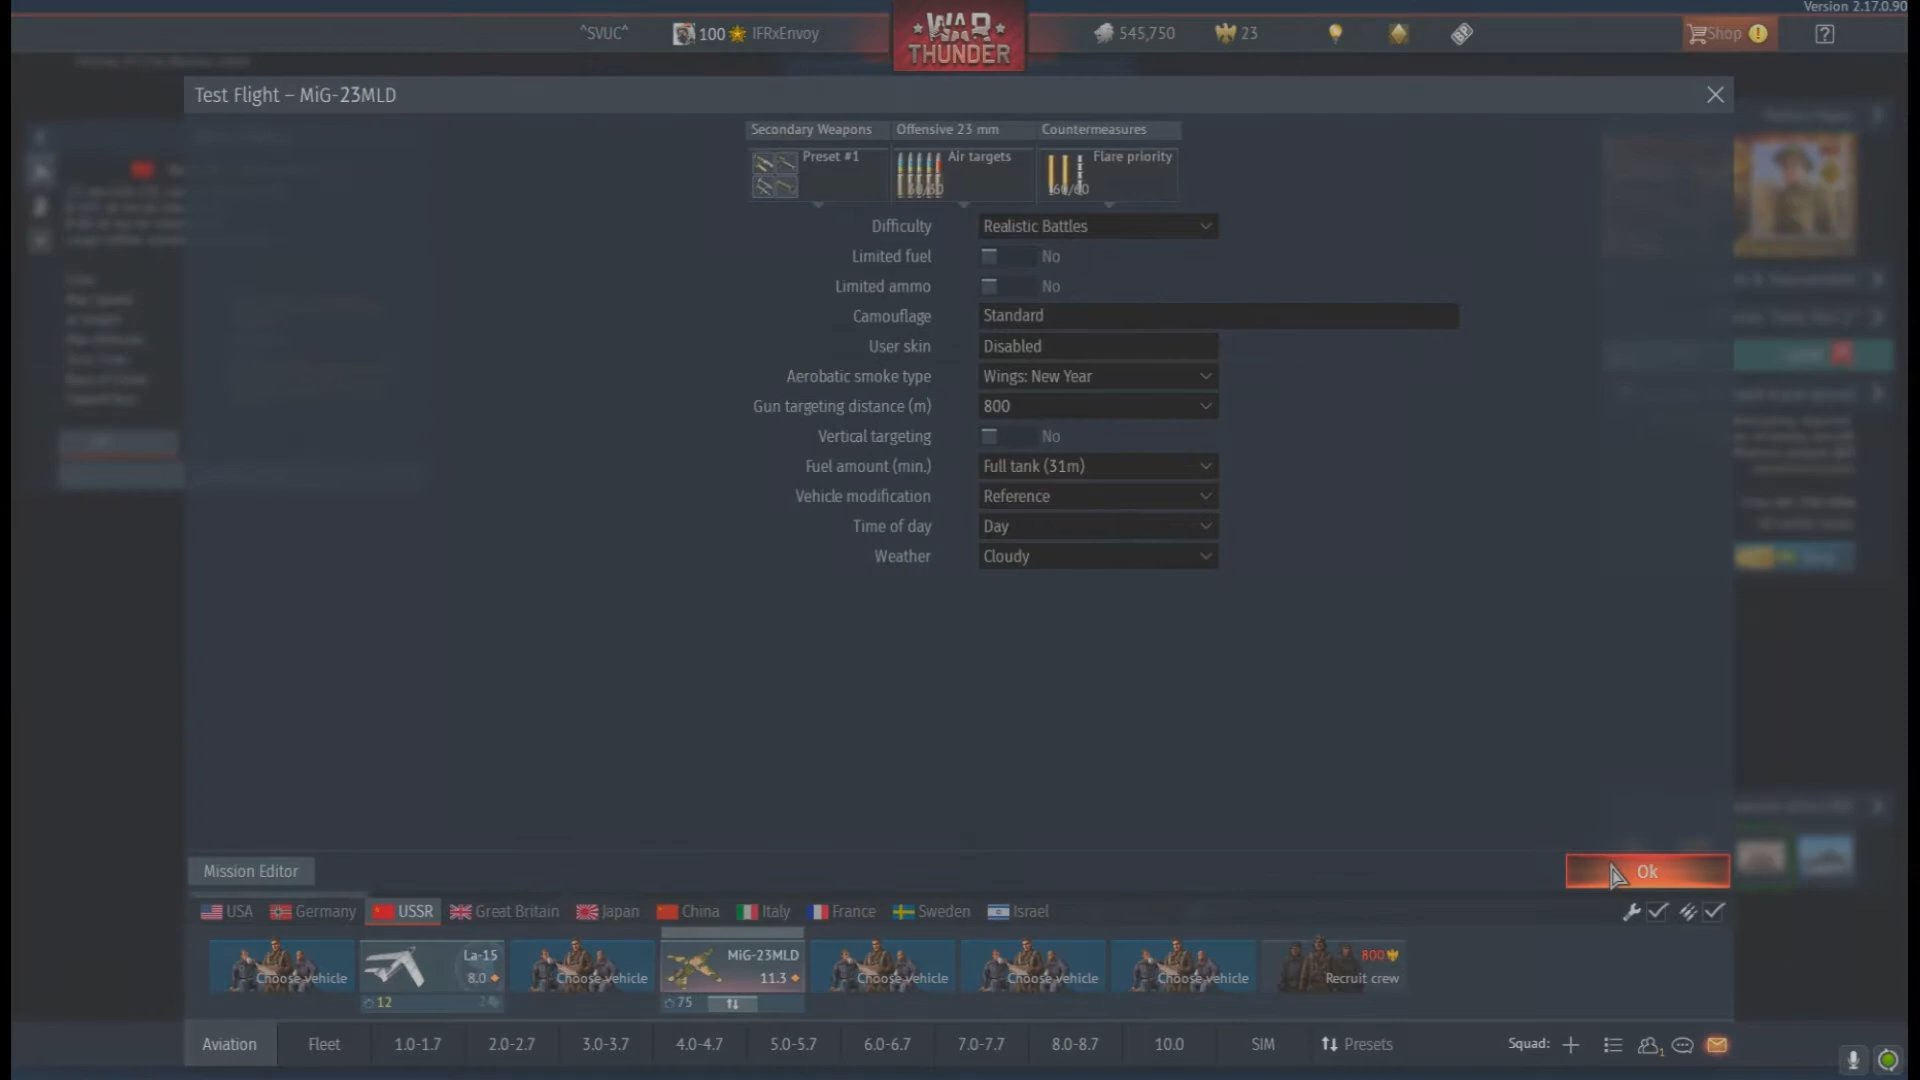 Version 2.17.0.90
^SVUC^ 100 IFRxEnvoy WAR THUNDER 545,750 23 BP Shop ! ?
Test Flight – MiG-23MLD
Secondary Weapons Offensive 23 mm Countermeasures
Preset #1 Air targets Flare priority
60/60
Difficulty Realistic Battles
Limited fuel No
Limited ammo No
Camouflage Standard
User skin Disabled
Aerobatic smoke type Wings: New Year
Gun targeting distance (m) 800
Vertical targeting No
Fuel amount (min.) Full tank (31m)
Vehicle modification Reference
Time of day Day
Weather Cloudy
Mission Editor Ok
USA Germany USSR Great Britain Japan China Italy France Sweden Israel
La-15 MiG-23MLD 800
Choose vehicle 8.0 Choose vehicle 11.3 Choose vehicle Choose vehicle Choose vehicle Recruit crew
12 75
Aviation Fleet 1.0-1.7 2.0-2.7 3.0-3.7 4.0-4.7 5.0-5.7 6.0-6.7 7.0-7.7 8.0-8.7 10.0 SIM Presets Squad: 1